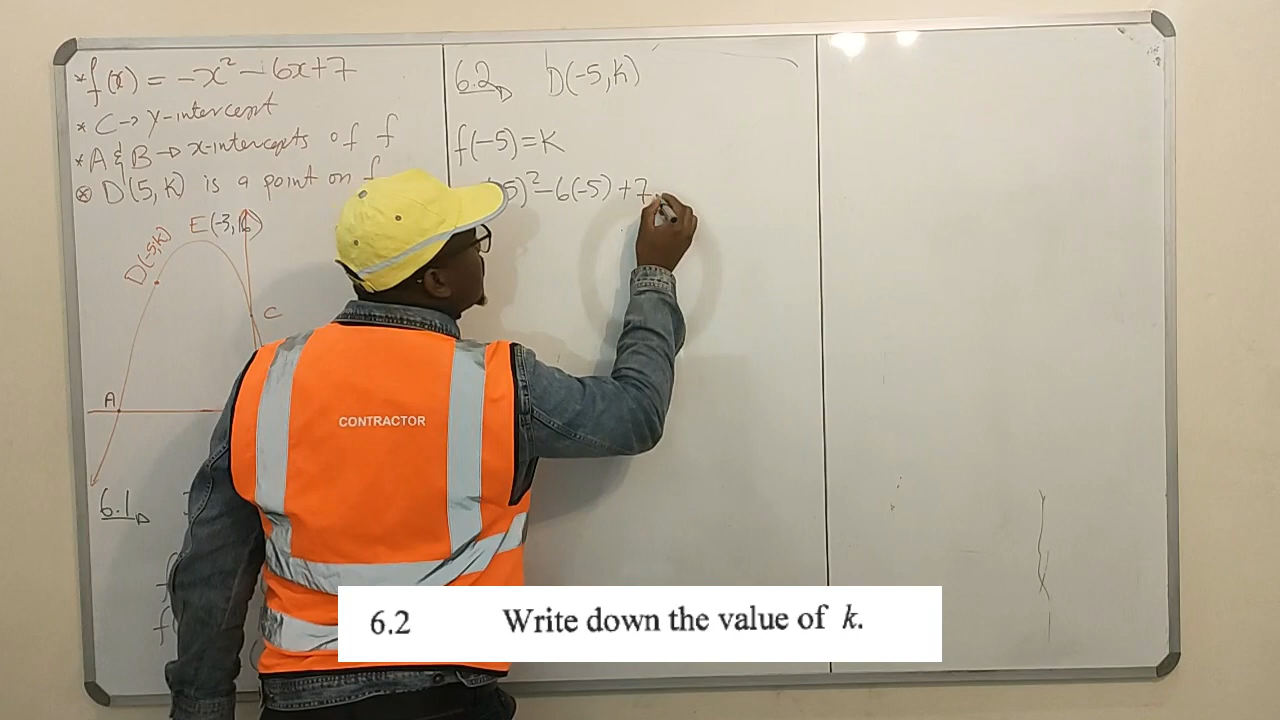 *f(x) = -x² - 6x + 7
* C → y-intercept
* A & B → x-intercepts of f
⊛ D(5, K) is a point on f
E(-3, 16)
D(-5, K)
C
A
6.1
6.2 D(-5, K)
f(-5) = K
5)² - 6(-5) + 7
CONTRACTOR
6.2 Write down the value of k.